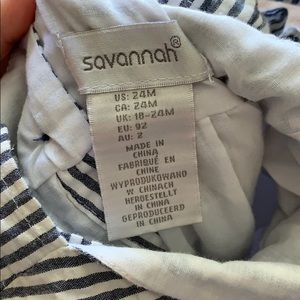 savannah®
US: 24M
CA: 24M
UK: 18-24M
EU: 92
AU: 2
MADE IN
CHINA
FABRIQUÉ EN
CHINE
WYPRODUKOWANO
W CHINACH
HEROESTELLT
IN CHINA
GEPRODUCEERD
IN CHINA